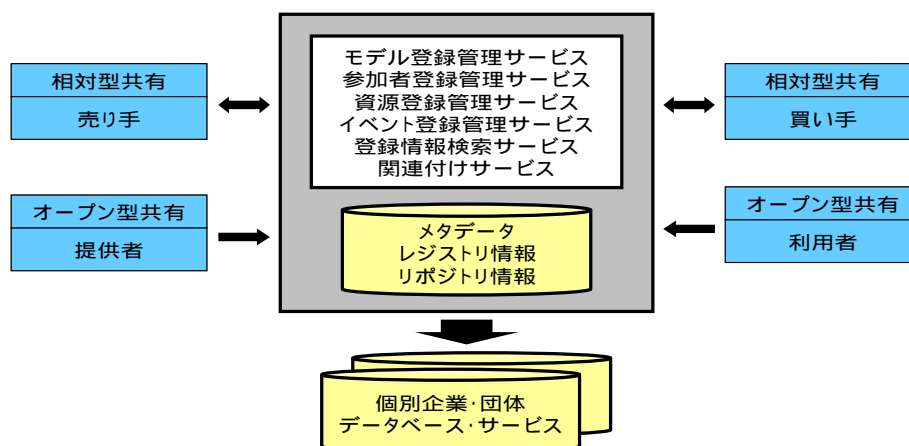 モデル登録管理サービス
参加者登録管理サービス
資源登録管理サービス
イベント登録管理サービス
登録情報検索サービス
関連付けサービス
相対型共有
売り手
相対型共有
買い手
オープン型共有
提供者
オープン型共有
利用者
メタデータ
レジストリ情報
リポジトリ情報
個別企業･団体
データベース･サービス